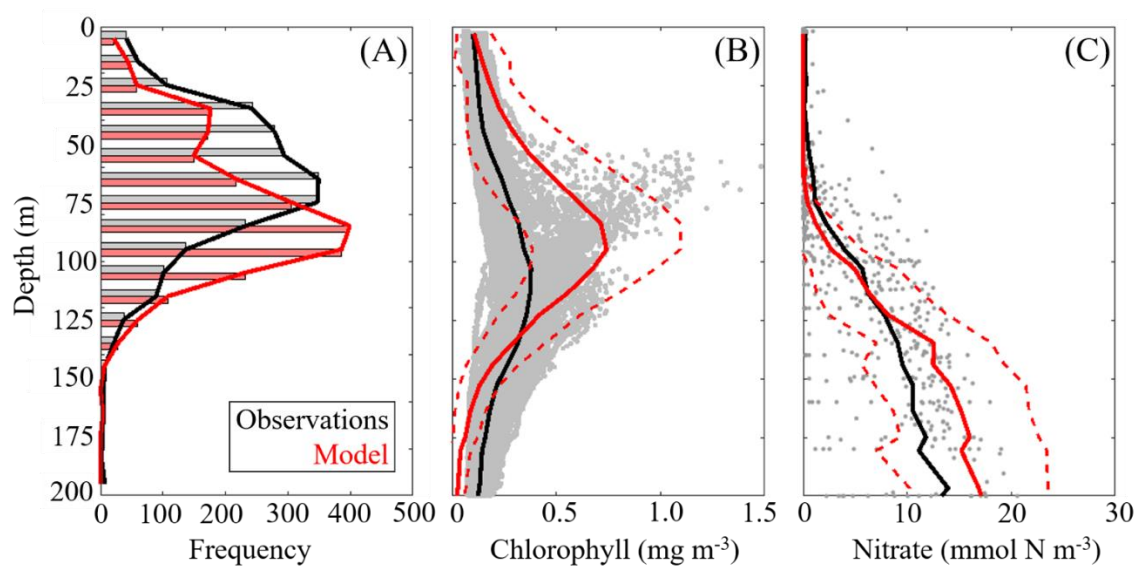 (A)
(B)
(C)
Depth (m)
0
25
50
75
100
125
150
175
200
Observations
Model
0 100 200 300 400 500
0 0.5 1.0 1.5
0 10 20 30
Frequency
Chlorophyll (mg m-3)
Nitrate (mmol N m-3)